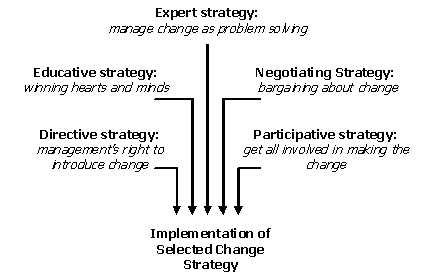 Expert strategy:
manage change as problem solving
Educative strategy:
winning hearts and minds
Negotiating Strategy:
bargaining about change
Directive strategy:
management's right to
introduce change
Participative strategy:
get all involved in making the
change
Implementation of
Selected Change
Strategy